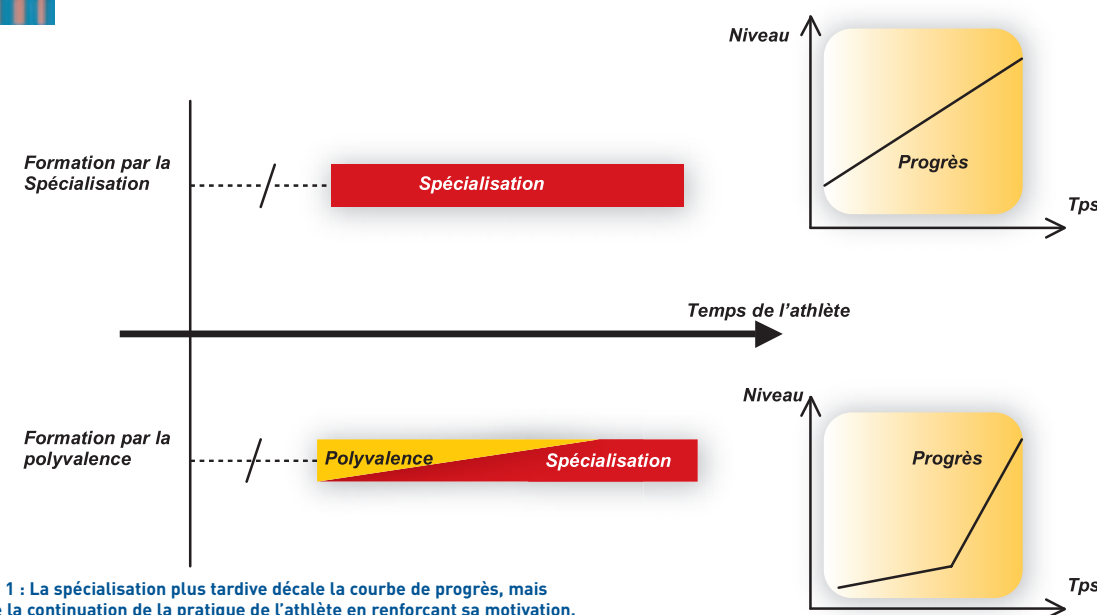 Niveau
Formation par la
Spécialisation
Spécialisation
Progrès
Tps
Temps de l'athlète
Niveau
Formation par la
polyvalence
Polyvalence
Spécialisation
Progrès
Tps
1 : La spécialisation plus tardive décale la courbe de progrès, mais
la continuation de la pratique de l'athlète en renforçant sa motivation.